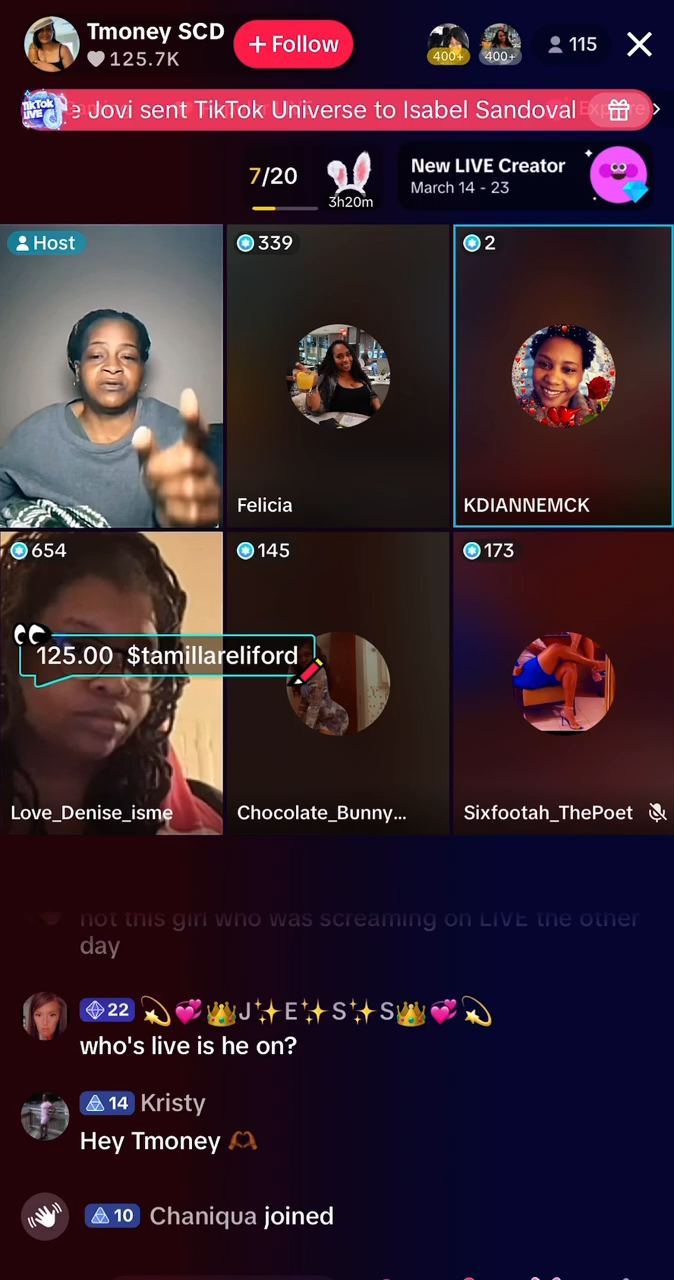 Tmoney SCD
125.7K
+ Follow
400+
400+
115
TikTok LIVE
Jovi sent TikTok Universe to Isabel Sandoval
7/20
3h20m
New LIVE Creator
March 14 - 23
Host
339
2
Felicia
KDIANNEMCK
654
145
173
125.00 $tamillareliford
Love_Denise_isme
Chocolate_Bunny...
Sixfootah_ThePoet
not this girl who was screaming on LIVE the other
day
22 💫💞👑J✨E✨S✨S👑💞💫
who's live is he on?
14 Kristy
Hey Tmoney 🫶🏾
10 Chaniqua joined